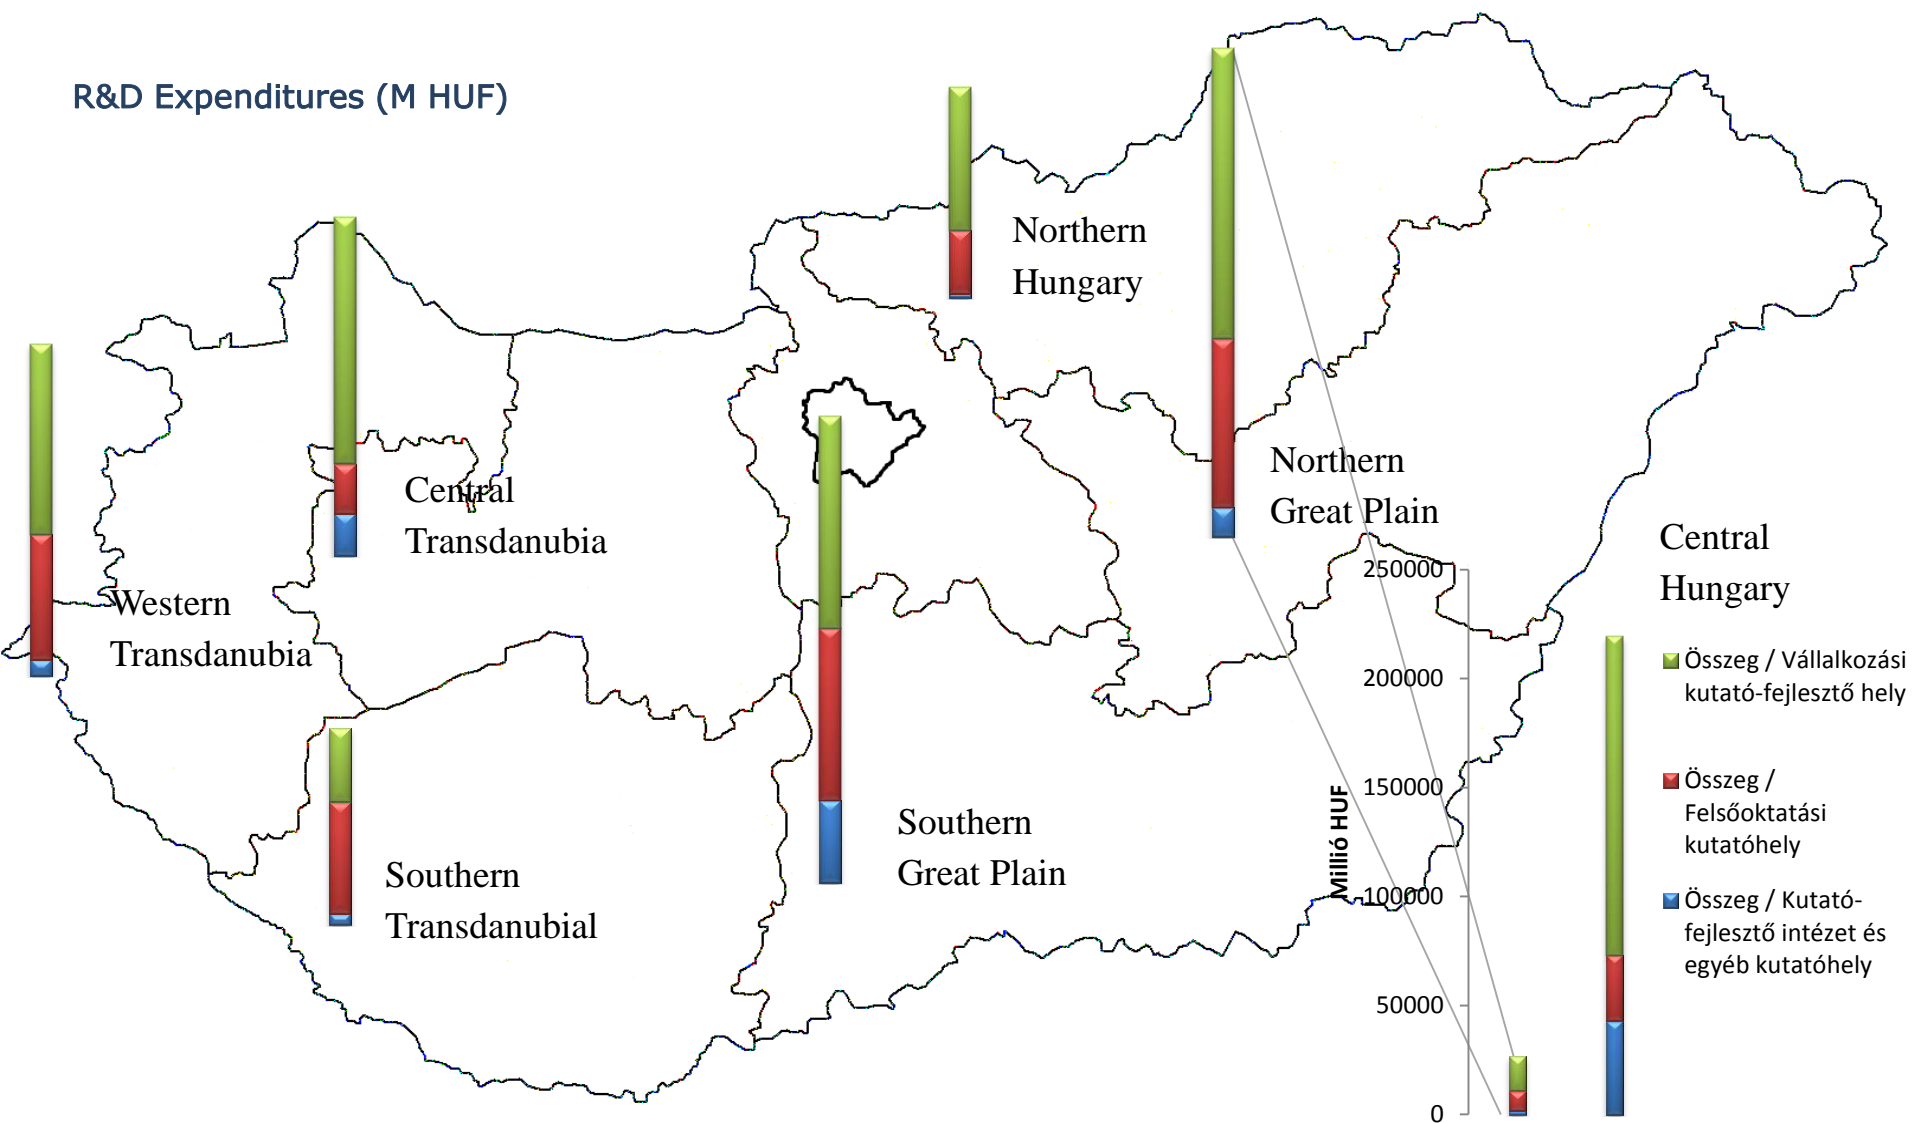 R&D Expenditures (M HUF)
Northern
Hungary
Northern
Great Plain
Central
Transdanubia
Western
Transdanubia
Southern
Transdanubial
Southern
Great Plain
Central
Hungary
Millió HUF
250000
200000
150000
100000
50000
0
Összeg / Vállalkozási
kutató-fejlesztő hely
Összeg /
Felsőoktatási
kutatóhely
Összeg / Kutató-
fejlesztő intézet és
egyéb kutatóhely